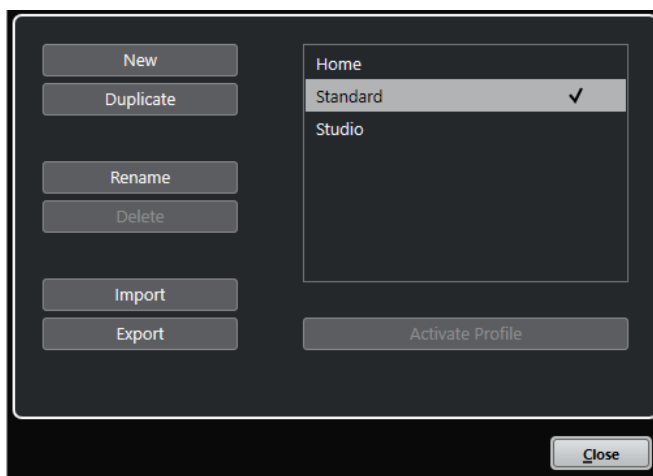 New
Duplicate
Rename
Delete
Import
Export
Home
Standard
Studio
Activate Profile
Close